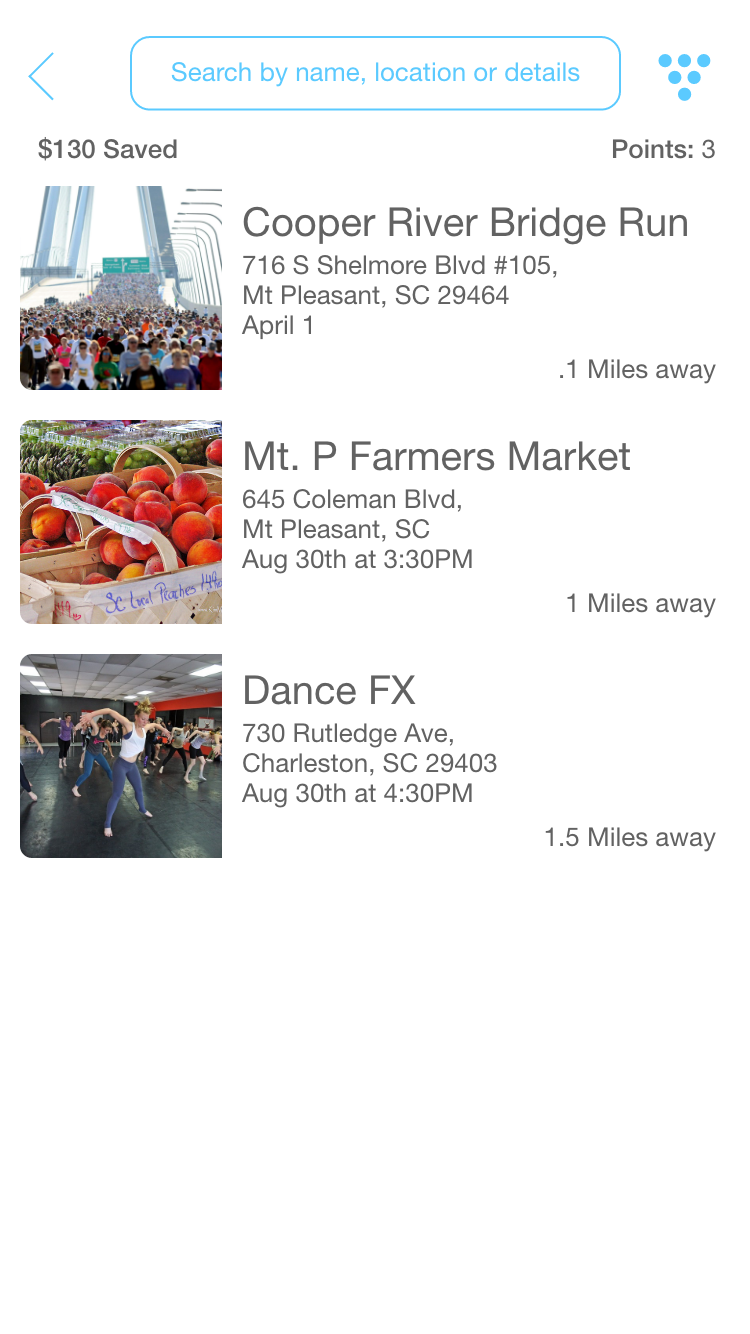 Search by name, location or details
$130 Saved
Points: 3
Cooper River Bridge Run
716 S Shelmore Blvd #105,
Mt Pleasant, SC 29464
April 1
.1 Miles away
Mt. P Farmers Market
645 Coleman Blvd,
Mt Pleasant, SC
Aug 30th at 3:30PM
1 Miles away
SC Local Peaches
Dance FX
730 Rutledge Ave,
Charleston, SC 29403
Aug 30th at 4:30PM
1.5 Miles away